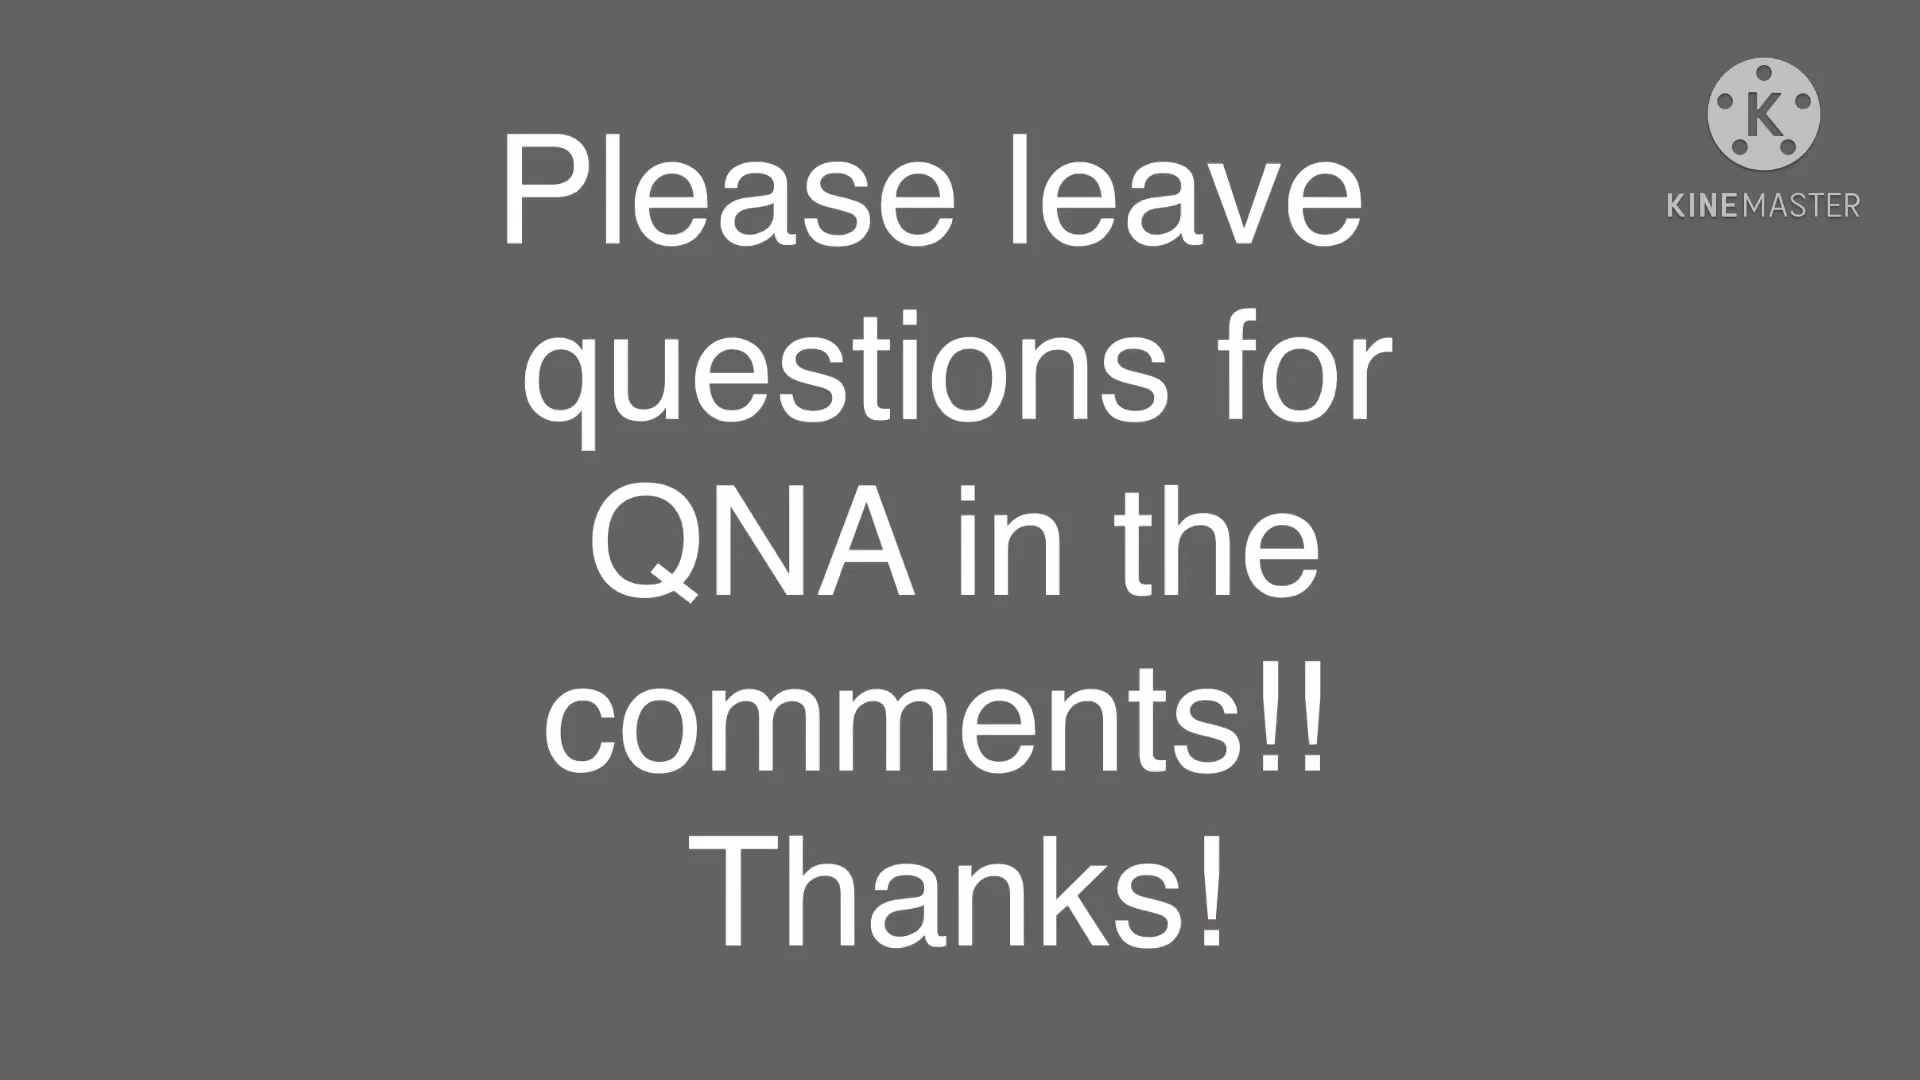 Please leave
questions for
QNA in the
comments!!
Thanks!
K
KINEMASTER